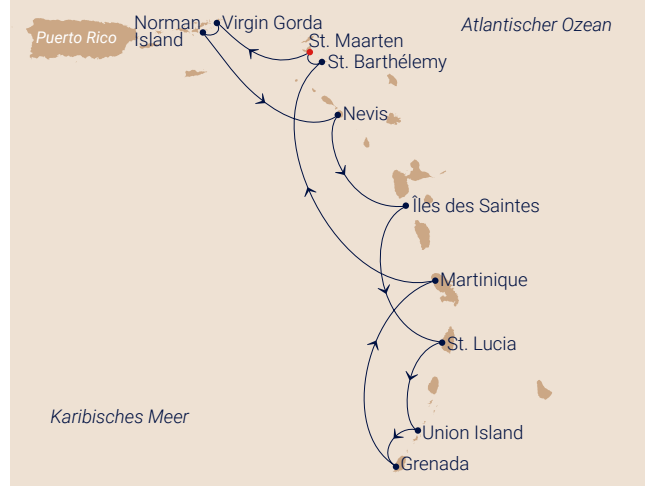 Norman
Island
Virgin Gorda
Atlantischer Ozean
Puerto Rico
St. Maarten
St. Barthélemy
Nevis
Îles des Saintes
Martinique
St. Lucia
Karibisches Meer
Union Island
Grenada